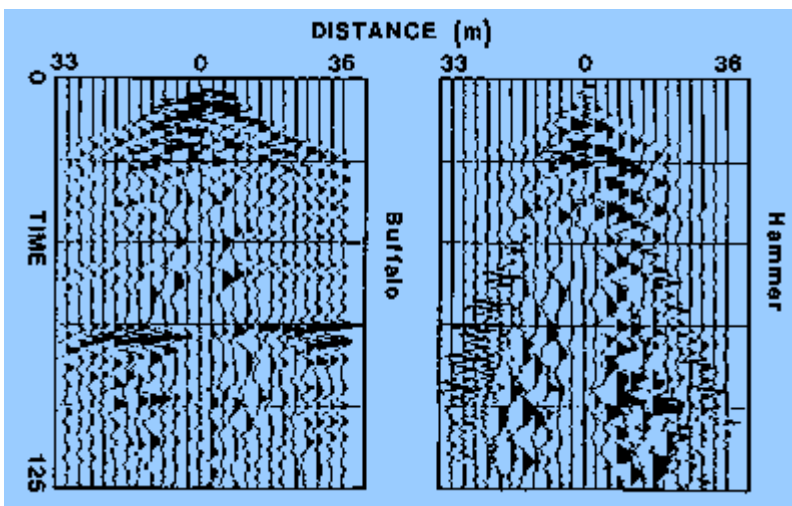 DISTANCE (m)
33 0 36 33 0 36
0
TIME
125
Buffalo
Hammer